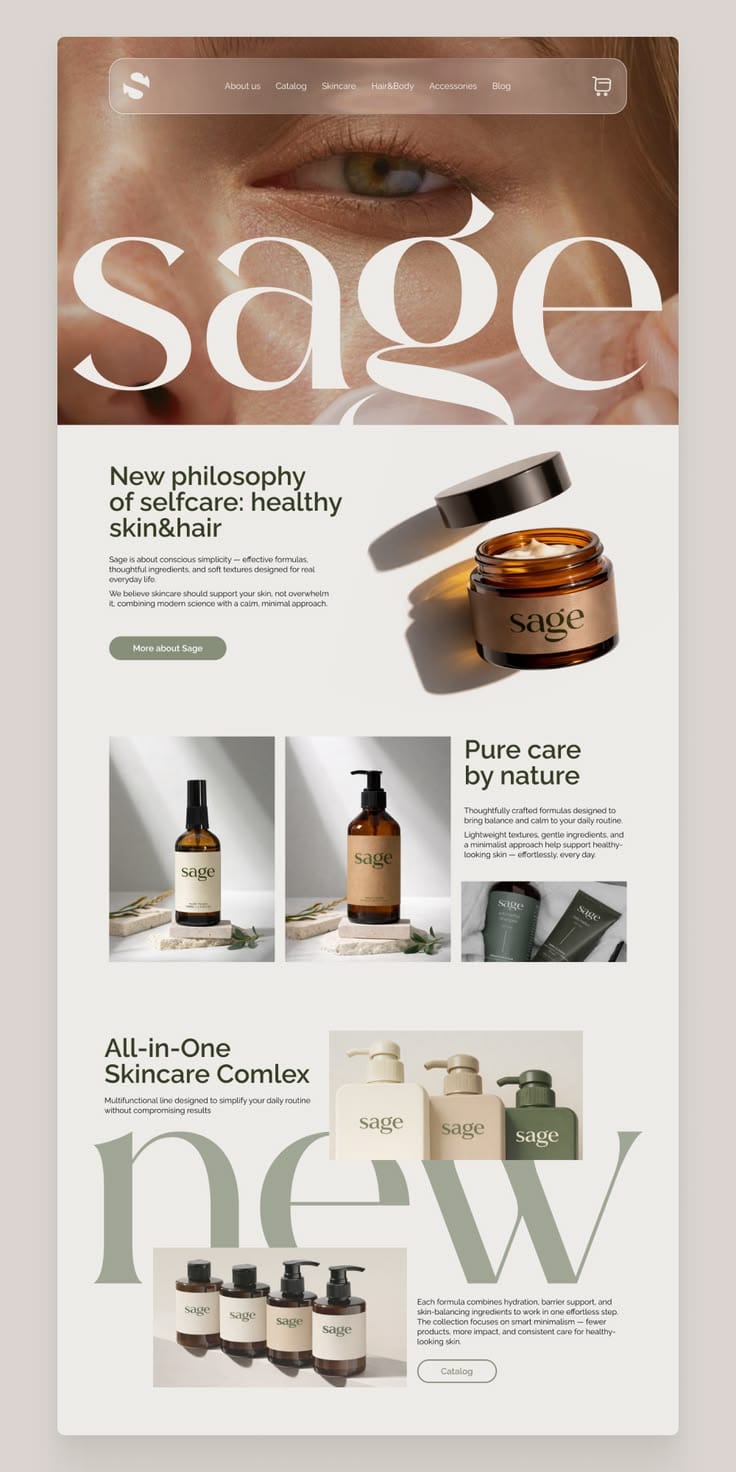 S
About us Catalog Skincare Hair&Body Accessories Blog
sage
New philosophy
of selfcare: healthy
skin&hair
Sage is about conscious simplicity — effective formulas,
thoughtful ingredients, and soft textures designed for real
everyday life.
We believe skincare should support your skin, not overwhelm
it, combining modern science with a calm, minimal approach.
More about Sage
sage
sage
sage
Pure care
by nature
Thoughtfully crafted formulas designed to
bring balance and calm to your daily routine.
Lightweight textures, gentle ingredients, and
a minimalist approach help support healthy-
looking skin — effortlessly, every day.
sage
sage
All-in-One
Skincare Comlex
Multifunctional line designed to simplify your daily routine
without compromising results
sage
sage
sage
new
sage
sage
sage
sage
Each formula combines hydration, barrier support, and
skin-balancing ingredients to work in one effortless step.
The collection focuses on smart minimalism — fewer
products, more impact, and consistent care for healthy-
looking skin.
Catalog